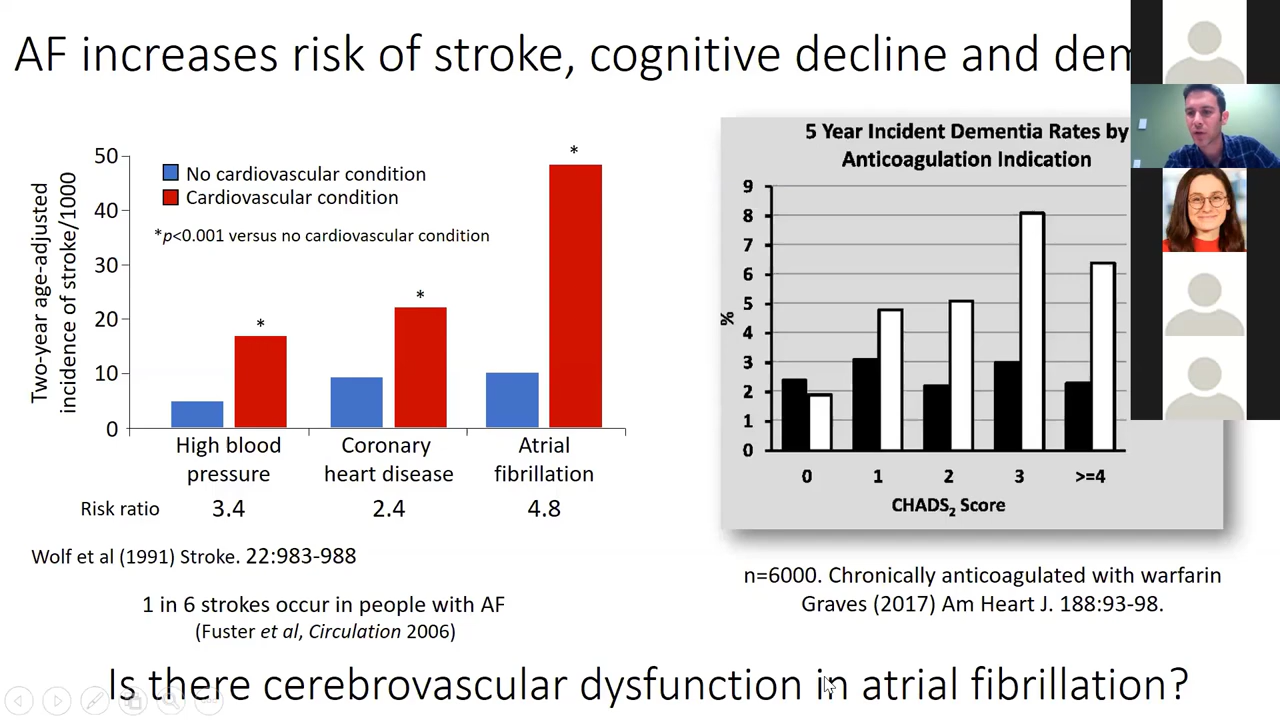 AF increases risk of stroke, cognitive decline and dem
5 Year Incident Dementia Rates by
Anticoagulation Indication
Two-year age-adjusted
incidence of stroke/1000
50
40
30
20
10
0
No cardiovascular condition
Cardiovascular condition
*p<0.001 versus no cardiovascular condition
*
*
*
High blood
pressure
Coronary
heart disease
Atrial
fibrillation
Risk ratio 3.4 2.4 4.8
Wolf et al (1991) Stroke. 22:983-988
1 in 6 strokes occur in people with AF
(Fuster et al, Circulation 2006)
%
9
8
7
6
5
4
3
2
1
0
0 1 2 3 >=4
CHADS₂ Score
n=6000. Chronically anticoagulated with warfarin
Graves (2017) Am Heart J. 188:93-98.
Is there cerebrovascular dysfunction in atrial fibrillation?